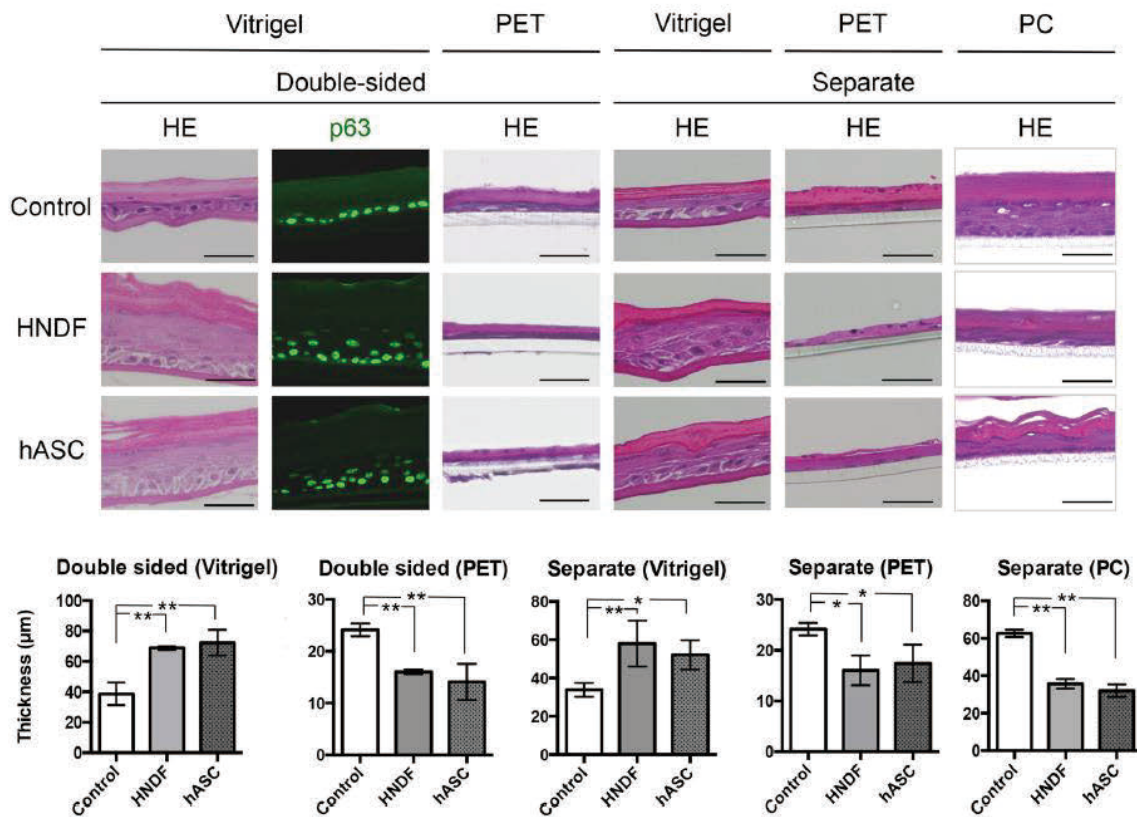 Vitrigel PET Vitrigel PET PC
Double-sided Separate
HE p63 HE HE HE HE
Control
HNDF
hASC
Double sided (Vitrigel)
Thickness (µm)
100
80
60
40
20
0
**
**
Control
HNDF
hASC
Double sided (PET)
30
20
10
0
**
**
Control
HNDF
hASC
Separate (Vitrigel)
80
60
40
20
0
*
**
Control
HNDF
hASC
Separate (PET)
30
20
10
0
*
*
Control
HNDF
hASC
Separate (PC)
80
60
40
20
0
**
**
Control
HNDF
hASC